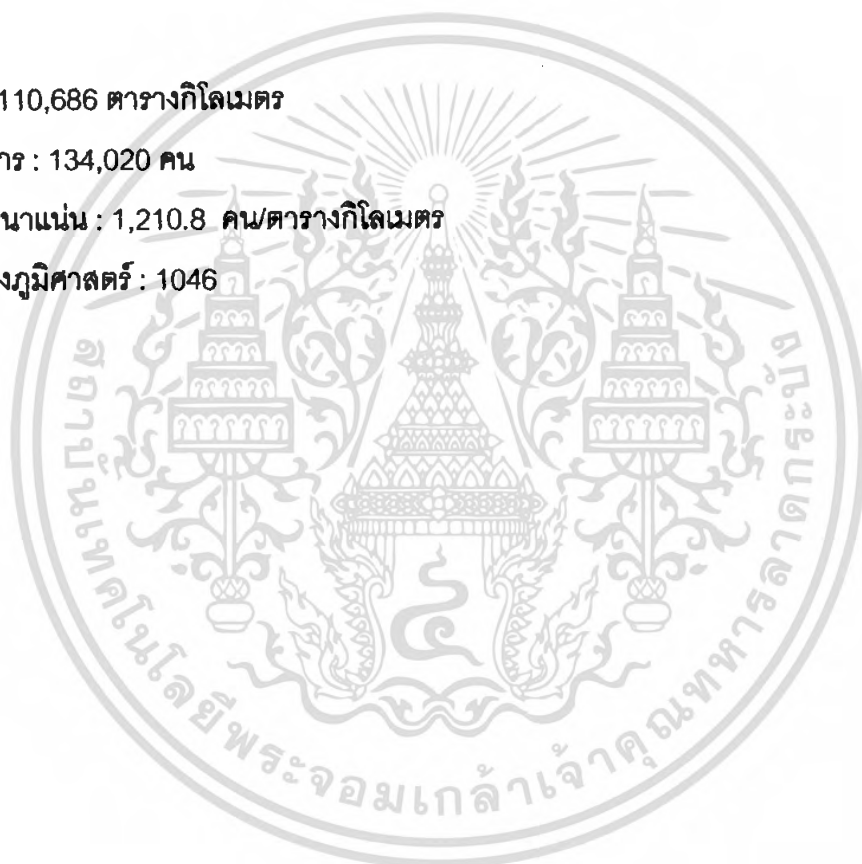 110,686 ตารางกิโลเมตร
าร : 134,020 คน
นาแน่น : 1,210.8 คน/ตารางกิโลเมตร
งภูมิศาสตร์ : 1046
สถาบันเทคโนโลยีพระจอมเกล้าเจ้าคุณทหารลาดกระบัง
๔